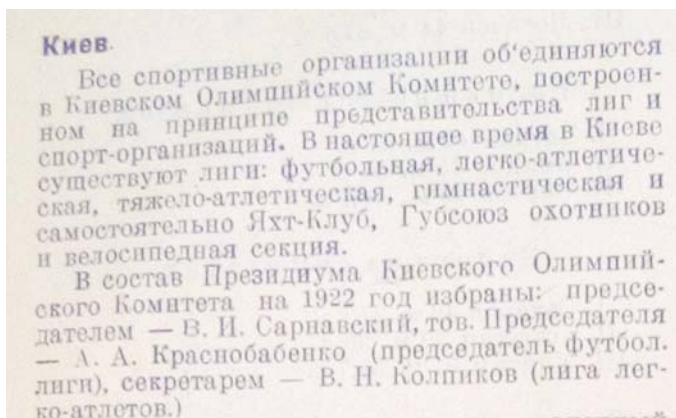 Киев.
Все спортивные организации об'единяются
в Киевском Олимпийском Комитете, построен-
ном на принципе представительства лиг и
спорт-организаций. В настоящее время в Киеве
существуют лиги: футбольная, легко-атлетиче-
ская, тяжело-атлетическая, гимнастическая и
самостоятельно Яхт-Клуб, Губсоюз охотников
и велосипедная секция.
В состав Президиума Киевского Олимпий-
ского Комитета на 1922 год избраны: предсе-
дателем — В. И. Сарнавский, тов. Председателя
— А. А. Краснобабенко (председатель футбол.
лиги), секретарем — В. Н. Колпиков (лига лег-
ко-атлетов.)